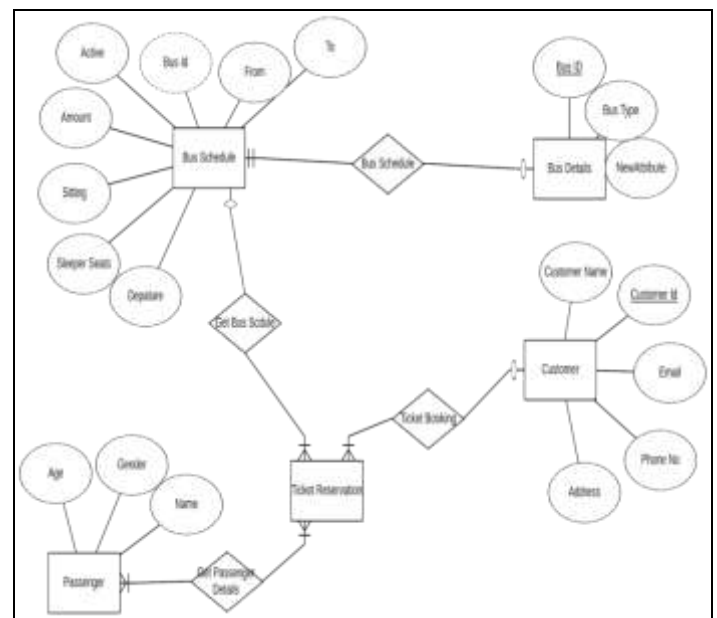 Active
Bus Id
From
To
Amount
Bus Schedule
Sitting
Sleeper Seats
Depature
Bus Schedule
Bus ID
Bus Type
Bus Details
NewAttribute
Get Bus Scdule
Customer Name
Customer Id
Customer
Email
Phone No
Address
Ticket Booking
Ticket Reservation
Age
Gender
Name
Passenger
Get Passenger
Details